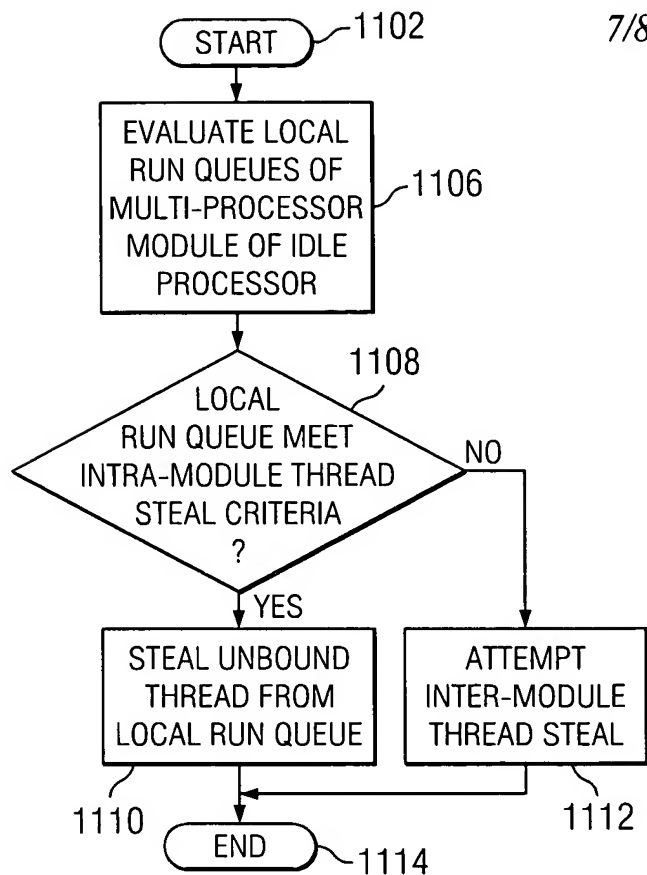 START
1102
7/8
EVALUATE LOCAL
RUN QUEUES OF
MULTI-PROCESSOR
MODULE OF IDLE
PROCESSOR
1106
1108
LOCAL
RUN QUEUE MEET
INTRA-MODULE THREAD
STEAL CRITERIA
?
NO
YES
STEAL UNBOUND
THREAD FROM
LOCAL RUN QUEUE
ATTEMPT
INTER-MODULE
THREAD STEAL
1110
1112
END
1114